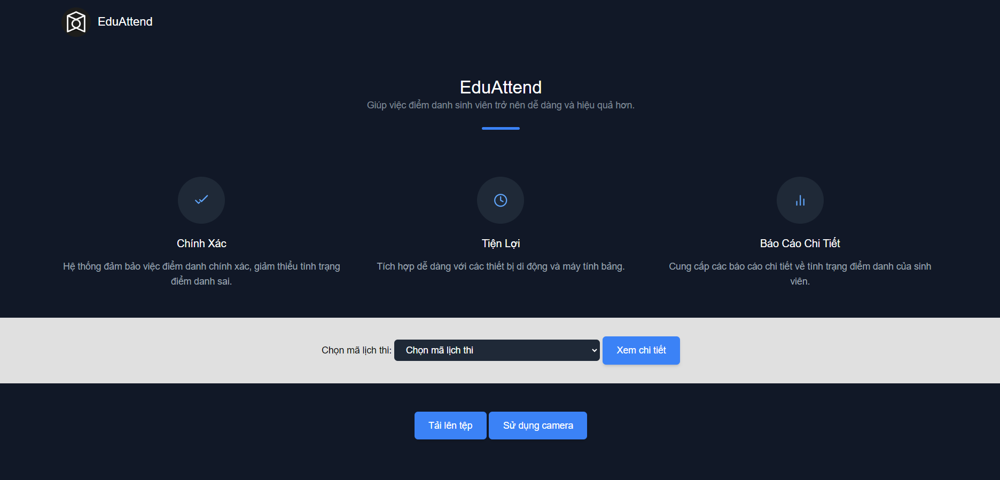 EduAttend
EduAttend
Giúp việc điểm danh sinh viên trở nên dễ dàng và hiệu quả hơn.
Chính Xác
Hệ thống đảm bảo việc điểm danh chính xác, giảm thiểu tình trạng
điểm danh sai.
Tiện Lợi
Tích hợp dễ dàng với các thiết bị di động và máy tính bảng.
Báo Cáo Chi Tiết
Cung cấp các báo cáo chi tiết về tình trạng điểm danh của sinh
viên.
Chọn mã lịch thi: Chọn mã lịch thi Xem chi tiết
Tải lên tệp Sử dụng camera